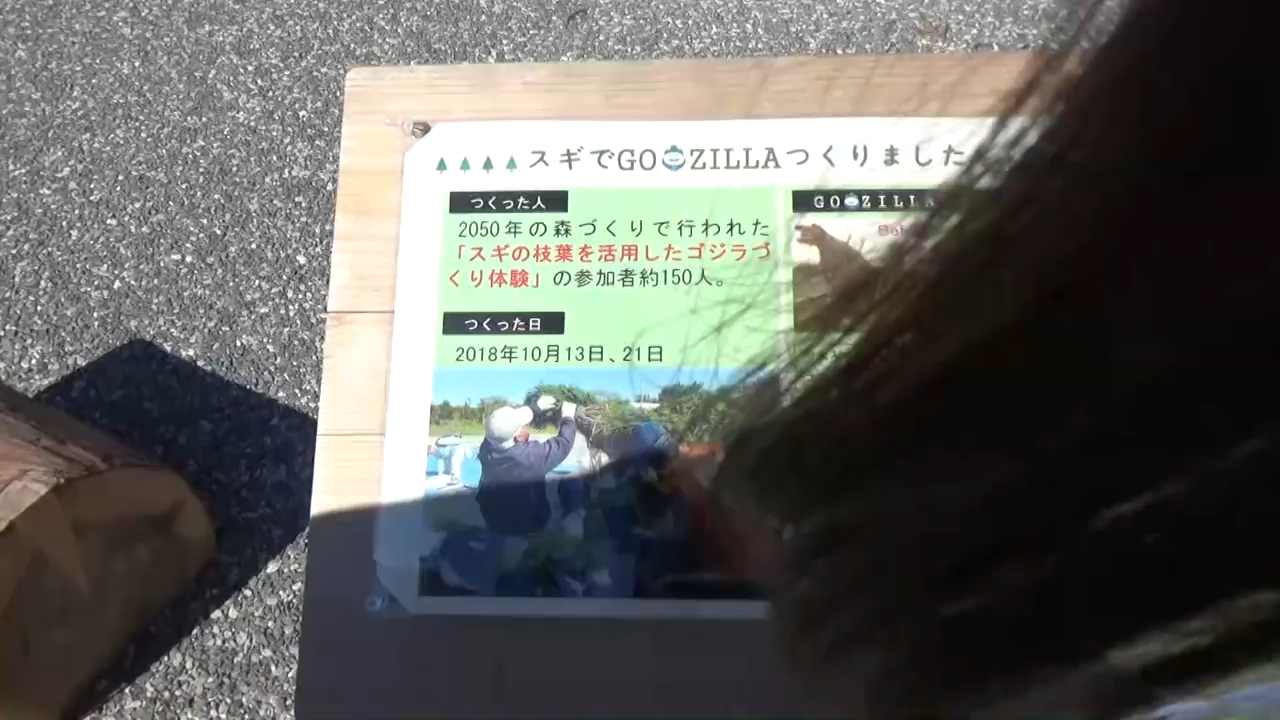 スギでGO ZILLAつくりました
つくった人
2050年の森づくりで行われた
「スギの枝葉を活用したゴジラづ
くり体験」の参加者約150人。
つくった日
2018年10月13日、21日
GO ZILLA